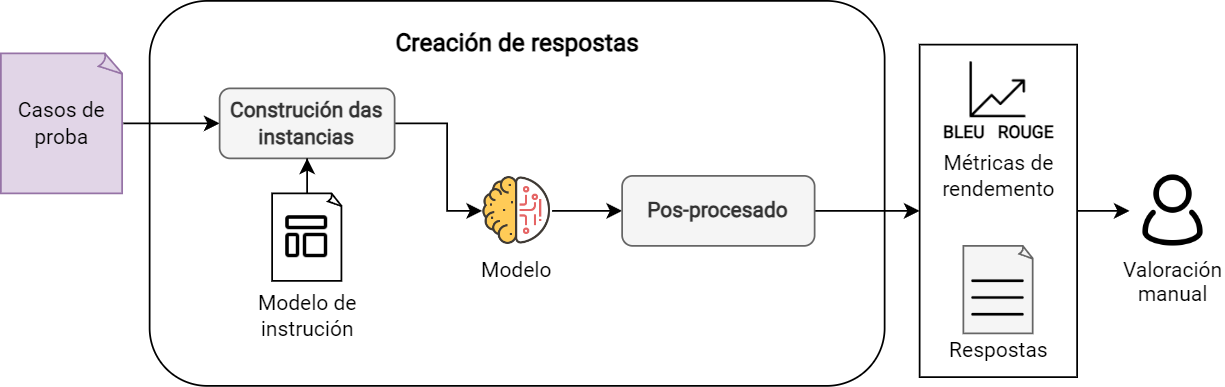 Creación de respostas
Casos de
proba
Construción das
instancias
Modelo de
instrución
Modelo
Pos-procesado
BLEU ROUGE
Métricas de
rendemento
Respostas
Valoración
manual